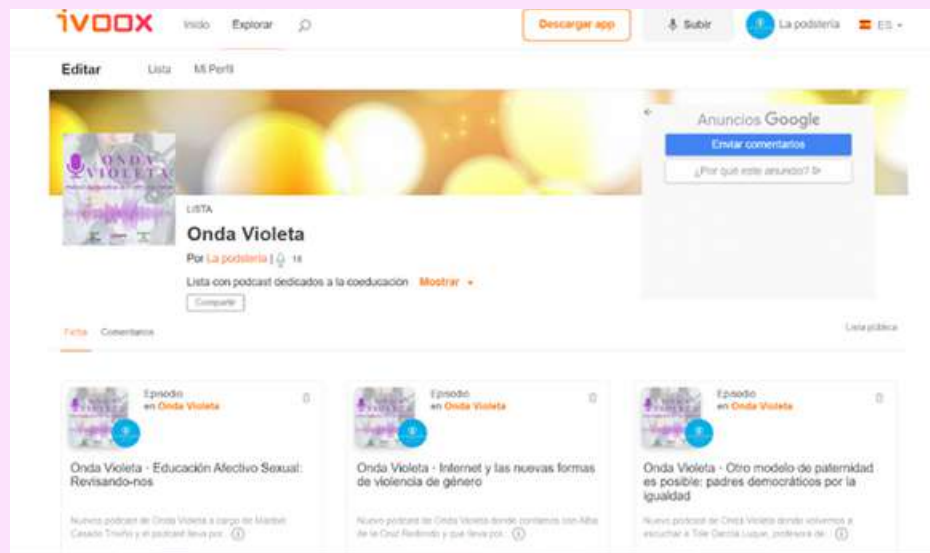 ivoox Inicio Explorar Descargar app Subir La podsteria ES
Editar Lista Mi Perfil
Anuncios Google
Enviar comentarios
¿Por qué este anuncio?
ONDA
VIOLETA
LISTA
Onda Violeta
Por La podsteria | 16
Lista con podcast dedicados a la coeducación Mostrar
Compartir
Ficha Comentarios
Lista pública
Episodio
en Onda Violeta
Onda Violeta - Educación Afectivo Sexual:
Revisando-nos
Nuevo podcast de Onda Violeta a cargo de Maribel
Casado Triviño y el podcast lleva por...
Episodio
en Onda Violeta
Onda Violeta - Internet y las nuevas formas
de violencia de género
Nuevo podcast de Onda Violeta donde contamos con Alba
de la Cruz Redondo y que lleva por...
Episodio
en Onda Violeta
Onda Violeta - Otro modelo de paternidad
es posible: padres democráticos por la
igualdad
Nuevo podcast de Onda Violeta donde volvemos a
escuchar a Tole García Luque, profesora de...